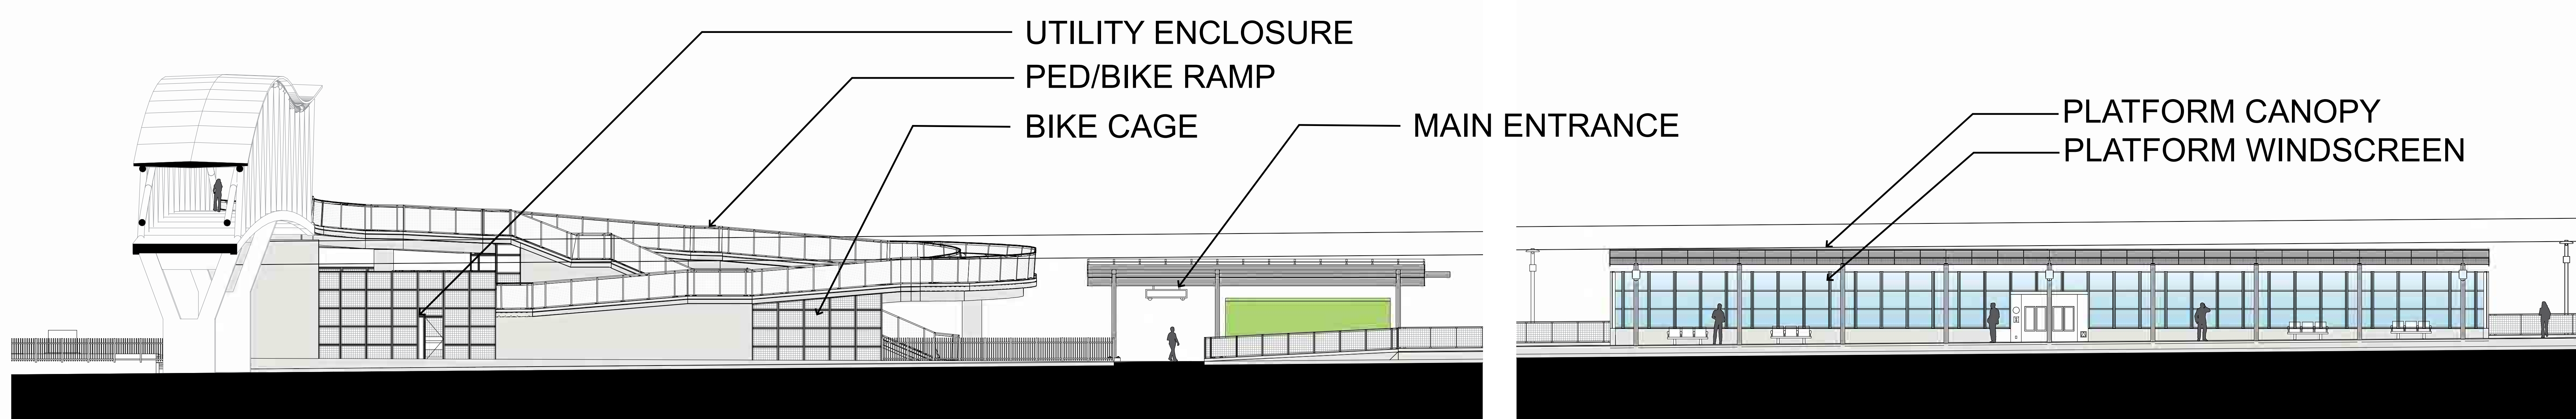 UTILITY ENCLOSURE
PED/BIKE RAMP
BIKE CAGE
MAIN ENTRANCE
PLATFORM CANOPY
PLATFORM WINDSCREEN